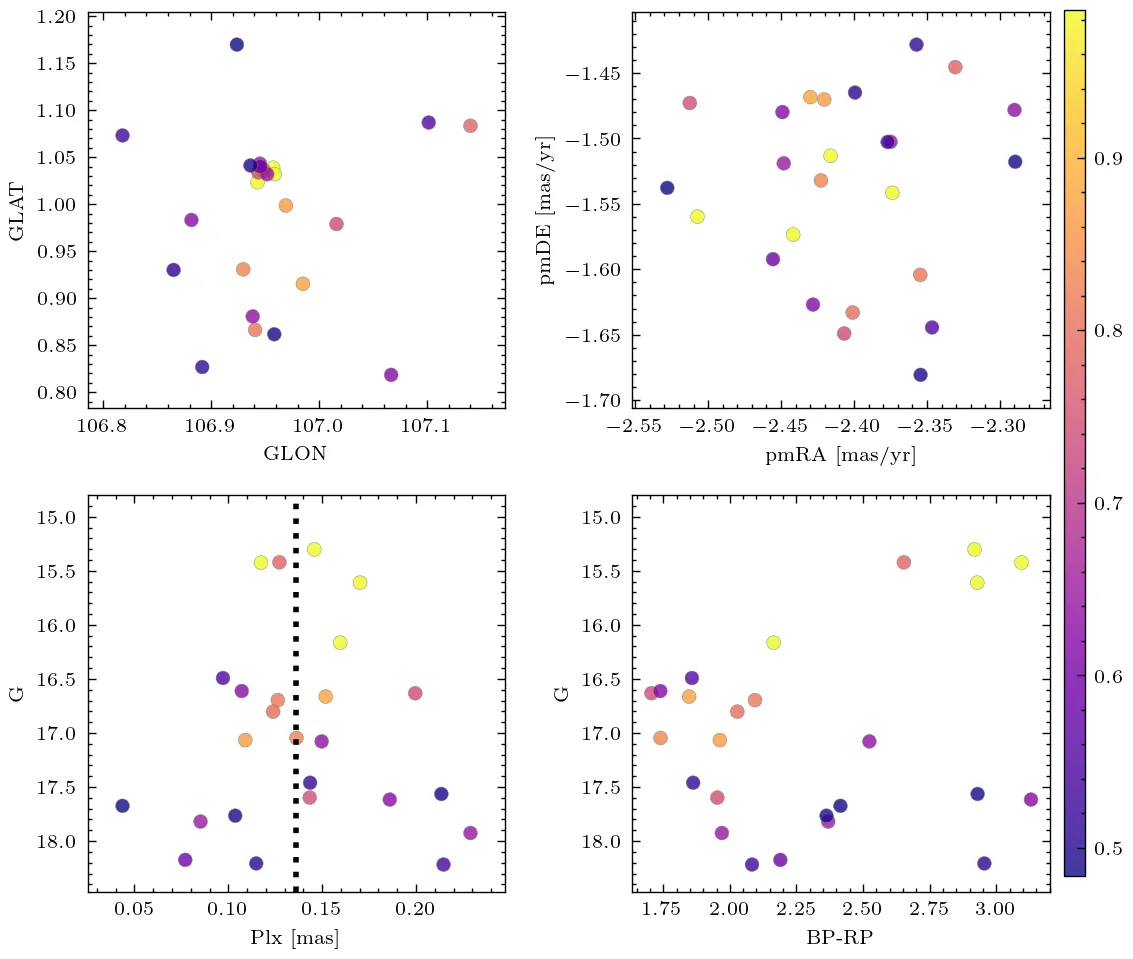 1.20
1.15
1.10
1.05
1.00
0.95
0.90
0.85
0.80
GLAT
106.8 106.9 107.0 107.1
GLON
−1.45
−1.50
−1.55
−1.60
−1.65
−1.70
pmDE [mas/yr]
−2.55 −2.50 −2.45 −2.40 −2.35 −2.30
pmRA [mas/yr]
0.9
0.8
0.7
0.6
0.5
15.0
15.5
16.0
16.5
17.0
17.5
18.0
G
0.05 0.10 0.15 0.20
Plx [mas]
15.0
15.5
16.0
16.5
17.0
17.5
18.0
G
1.75 2.00 2.25 2.50 2.75 3.00
BP-RP